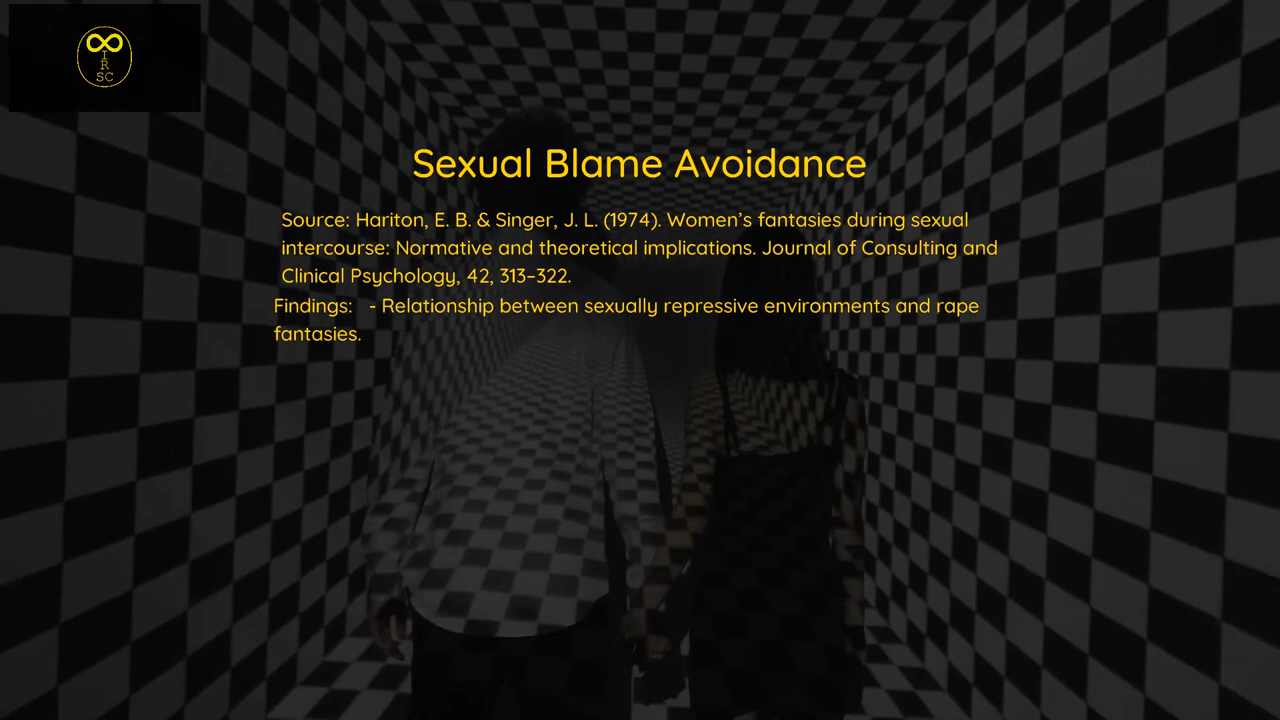 ∞
I
R
SC
Sexual Blame Avoidance
Source: Hariton, E. B. & Singer, J. L. (1974). Women’s fantasies during sexual
intercourse: Normative and theoretical implications. Journal of Consulting and
Clinical Psychology, 42, 313–322.
Findings: - Relationship between sexually repressive environments and rape
fantasies.